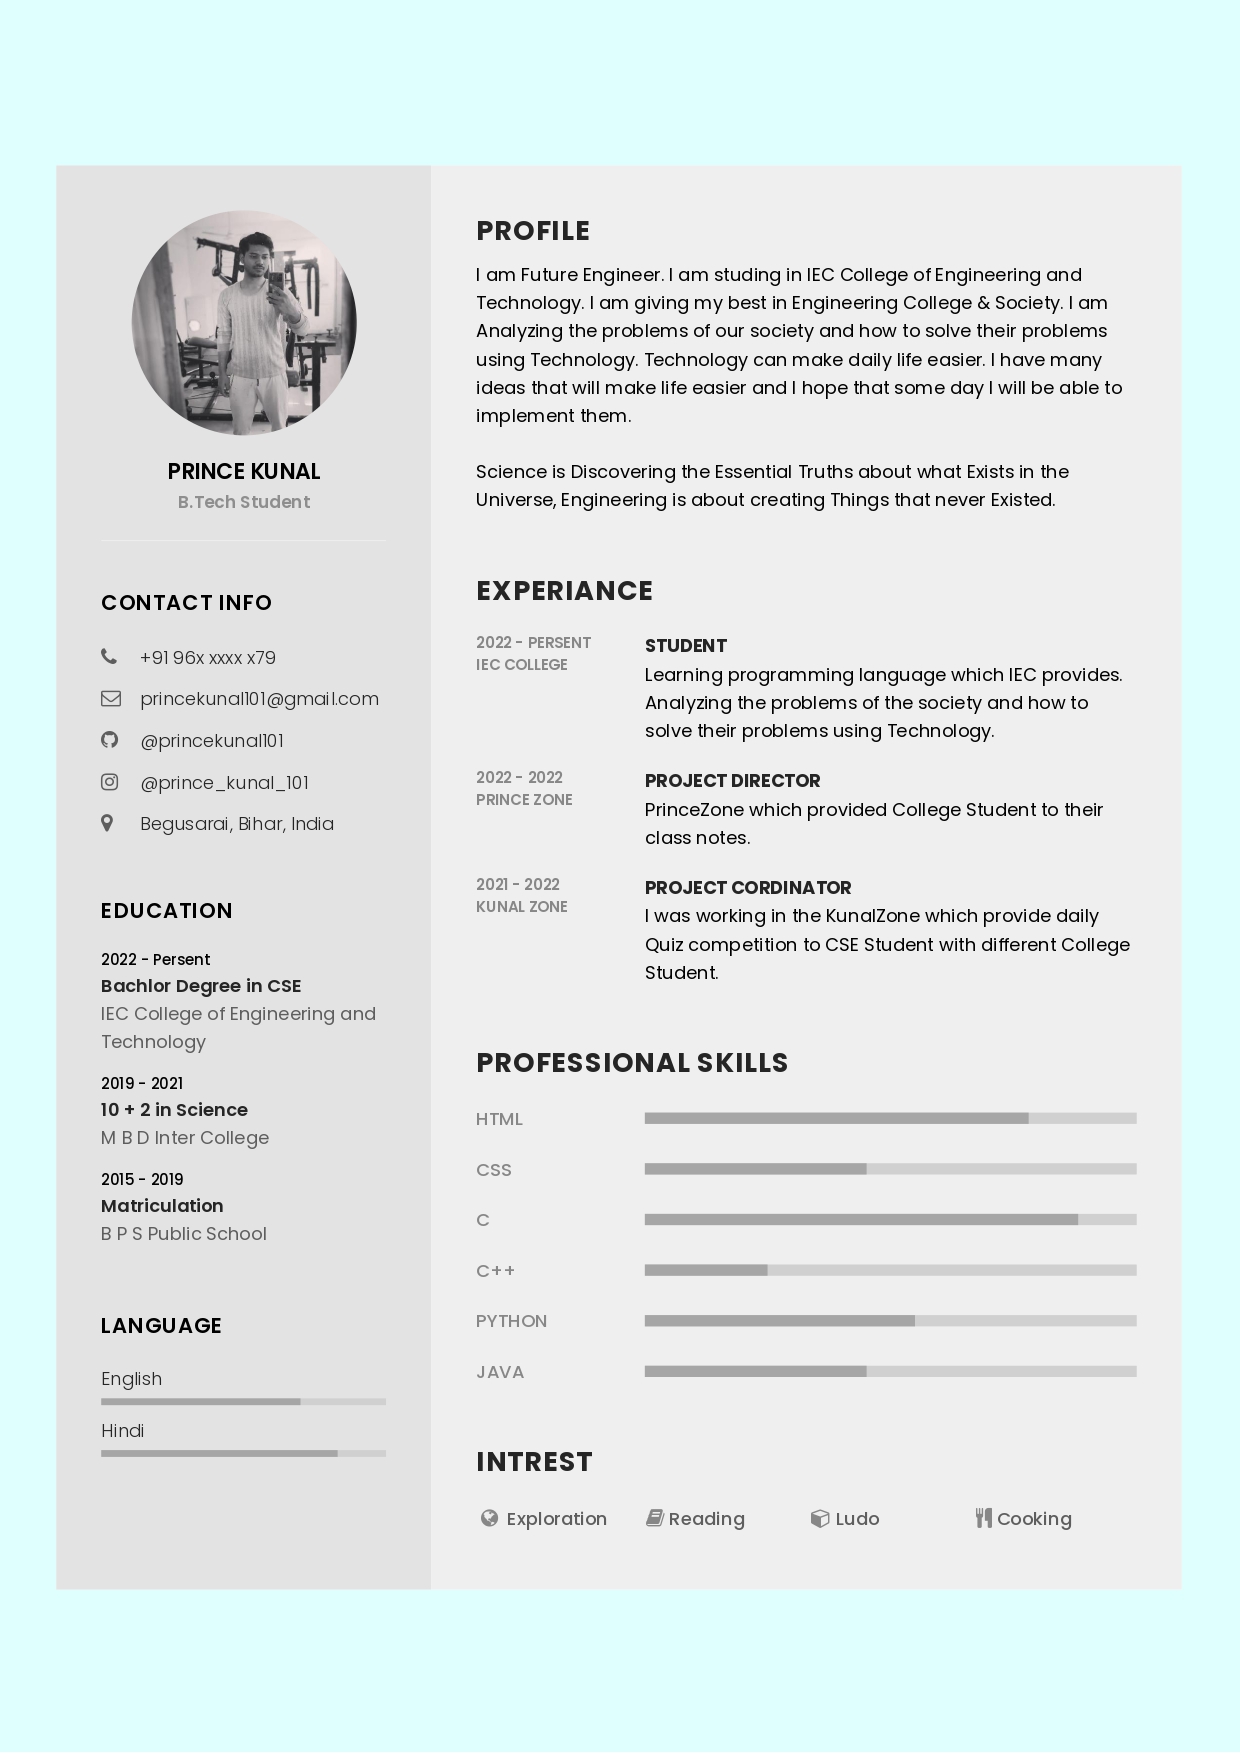 PRINCE KUNAL
B.Tech Student
CONTACT INFO
+91 96x xxxx x79
princekunal101@gmail.com
@princekunal101
@prince_kunal_101
Begusarai, Bihar, India
EDUCATION
2022 - Persent
Bachlor Degree in CSE
IEC College of Engineering and
Technology
2019 - 2021
10 + 2 in Science
M B D Inter College
2015 - 2019
Matriculation
B P S Public School
LANGUAGE
English
Hindi
PROFILE
I am Future Engineer. I am studing in IEC College of Engineering and
Technology. I am giving my best in Engineering College & Society. I am
Analyzing the problems of our society and how to solve their problems
using Technology. Technology can make daily life easier. I have many
ideas that will make life easier and I hope that some day I will be able to
implement them.
Science is Discovering the Essential Truths about what Exists in the
Universe, Engineering is about creating Things that never Existed.
EXPERIANCE
2022 - PERSENT
IEC COLLEGE
STUDENT
Learning programming language which IEC provides.
Analyzing the problems of the society and how to
solve their problems using Technology.
2022 - 2022
PRINCE ZONE
PROJECT DIRECTOR
PrinceZone which provided College Student to their
class notes.
2021 - 2022
KUNAL ZONE
PROJECT CORDINATOR
I was working in the KunalZone which provide daily
Quiz competition to CSE Student with different College
Student.
PROFESSIONAL SKILLS
HTML
CSS
C
C++
PYTHON
JAVA
INTREST
Exploration Reading Ludo Cooking